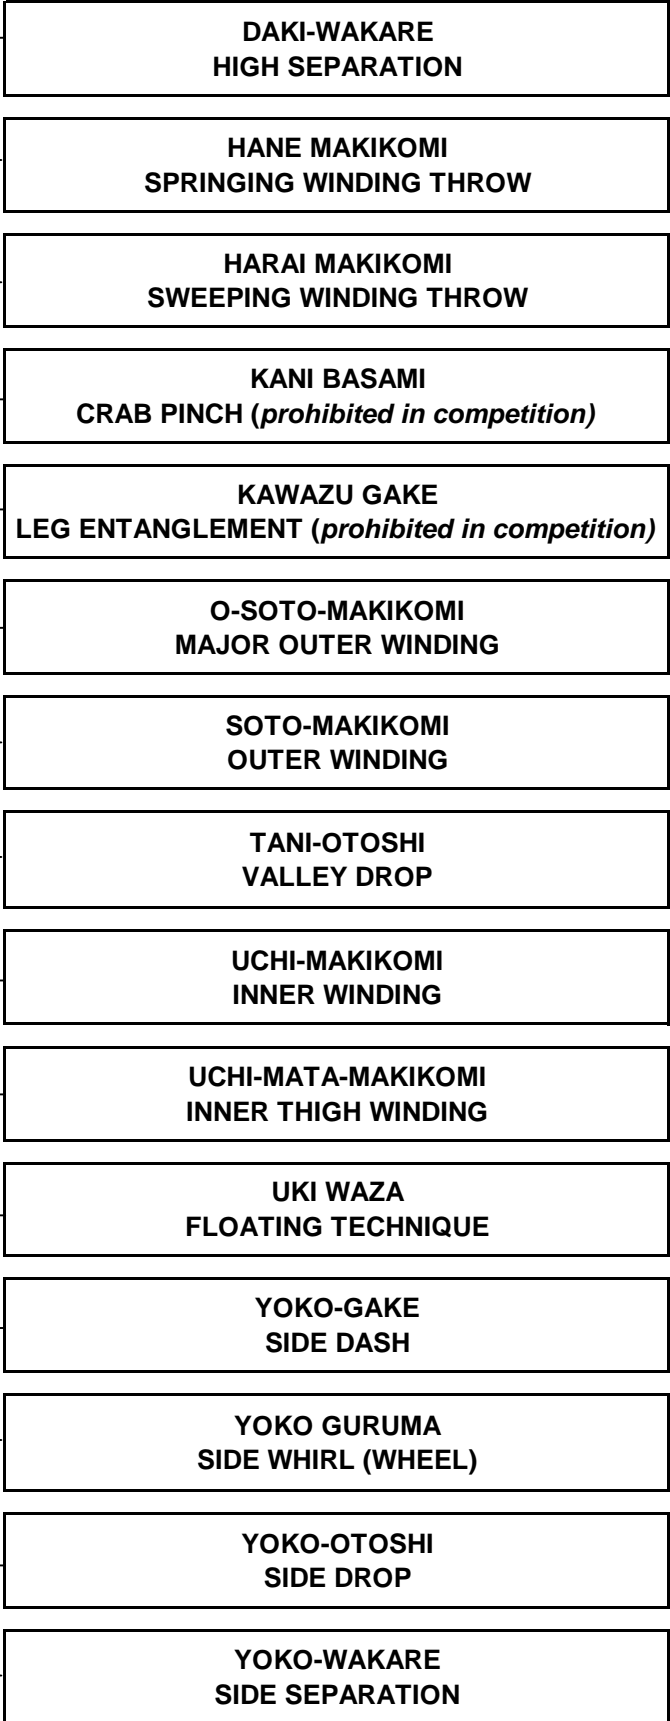 DAKI-WAKARE
HIGH SEPARATION
HANE MAKIKOMI
SPRINGING WINDING THROW
HARAI MAKIKOMI
SWEEPING WINDING THROW
KANI BASAMI
CRAB PINCH (prohibited in competition)
KAWAZU GAKE
LEG ENTANGLEMENT (prohibited in competition)
O-SOTO-MAKIKOMI
MAJOR OUTER WINDING
SOTO-MAKIKOMI
OUTER WINDING
TANI-OTOSHI
VALLEY DROP
UCHI-MAKIKOMI
INNER WINDING
UCHI-MATA-MAKIKOMI
INNER THIGH WINDING
UKI WAZA
FLOATING TECHNIQUE
YOKO-GAKE
SIDE DASH
YOKO GURUMA
SIDE WHIRL (WHEEL)
YOKO-OTOSHI
SIDE DROP
YOKO-WAKARE
SIDE SEPARATION